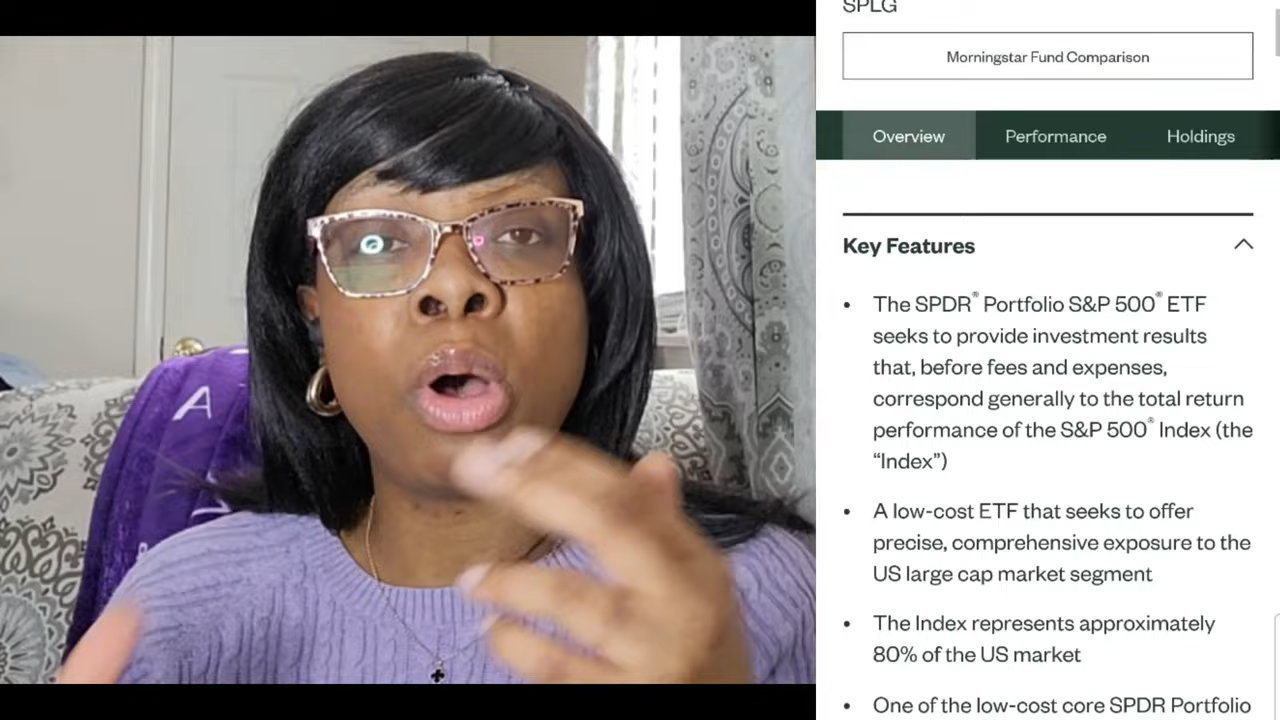 SPLG
Morningstar Fund Comparison
Overview Performance Holdings
Key Features
• The SPDR® Portfolio S&P 500® ETF
seeks to provide investment results
that, before fees and expenses,
correspond generally to the total return
performance of the S&P 500® Index (the
“Index”)
• A low-cost ETF that seeks to offer
precise, comprehensive exposure to the
US large cap market segment
• The Index represents approximately
80% of the US market
• One of the low-cost core SPDR Portfolio
A